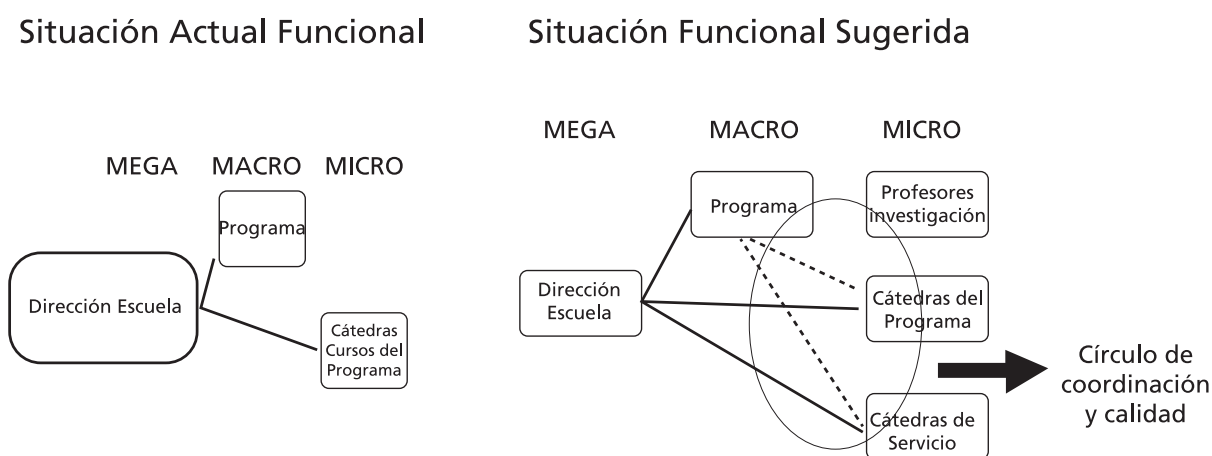 Situación Actual Funcional
MEGA MACRO MICRO
Programa
Dirección Escuela
Cátedras
Cursos del
Programa
Situación Funcional Sugerida
MEGA MACRO MICRO
Programa
Profesores
investigación
Dirección
Escuela
Cátedras del
Programa
Cátedras de
Servicio
Círculo de
coordinación
y calidad